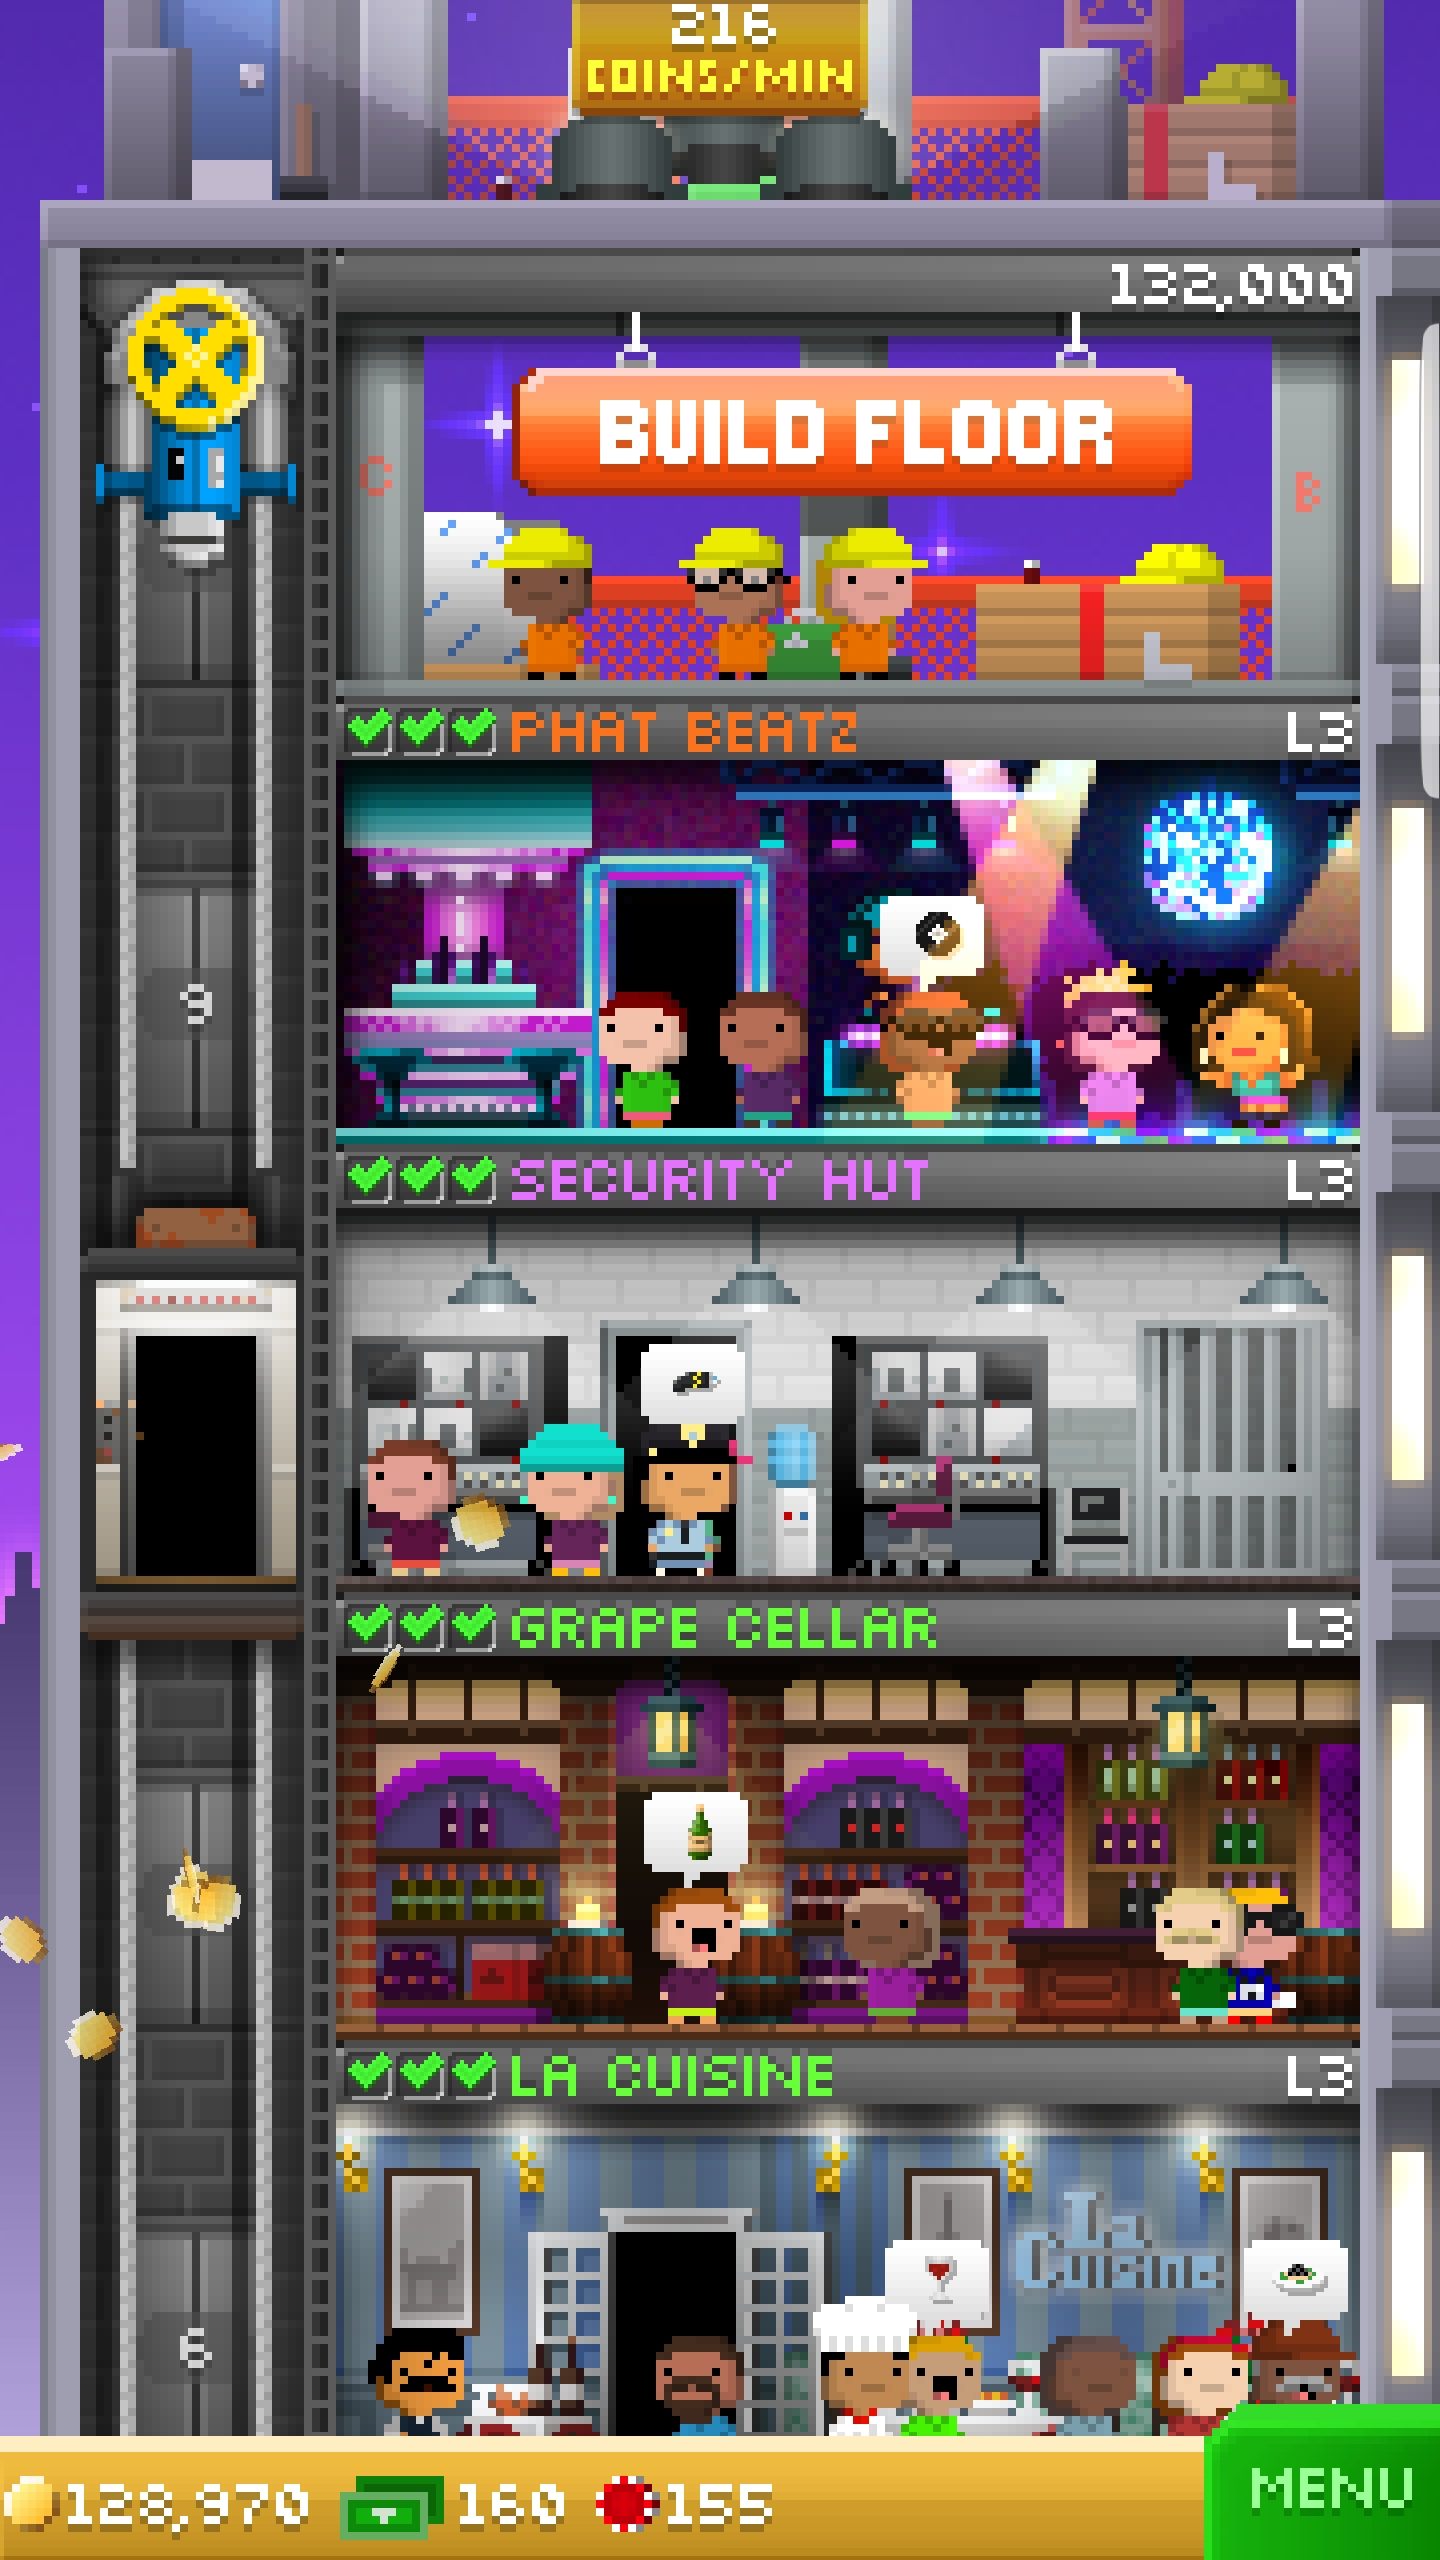 216
COINS/MIN
132,000
BUILD FLOOR
C
B
PHAT BEATZ L3
9
SECURITY HUT L3
GRAPE CELLAR L3
LA CUISINE L3
La
Cuisine
6
128,970 160 155
MENU